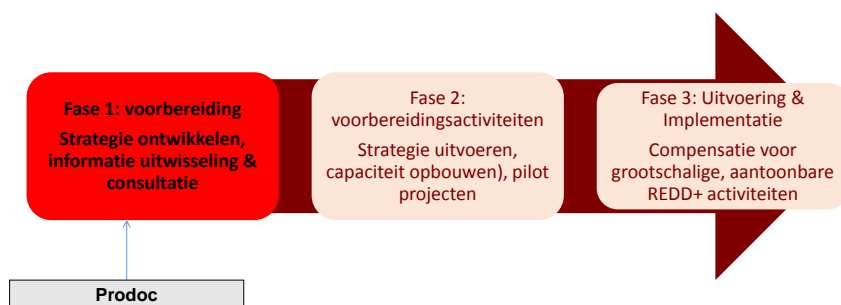 Fase 1: voorbereiding
Strategie ontwikkelen,
informatie uitwisseling &
consultatie
Fase 2:
voorbereidingsactiviteiten
Strategie uitvoeren,
capaciteit opbouwen), pilot
projecten
Fase 3: Uitvoering &
Implementatie
Compensatie voor
grootschalige, aantoonbare
REDD+ activiteiten
Prodoc